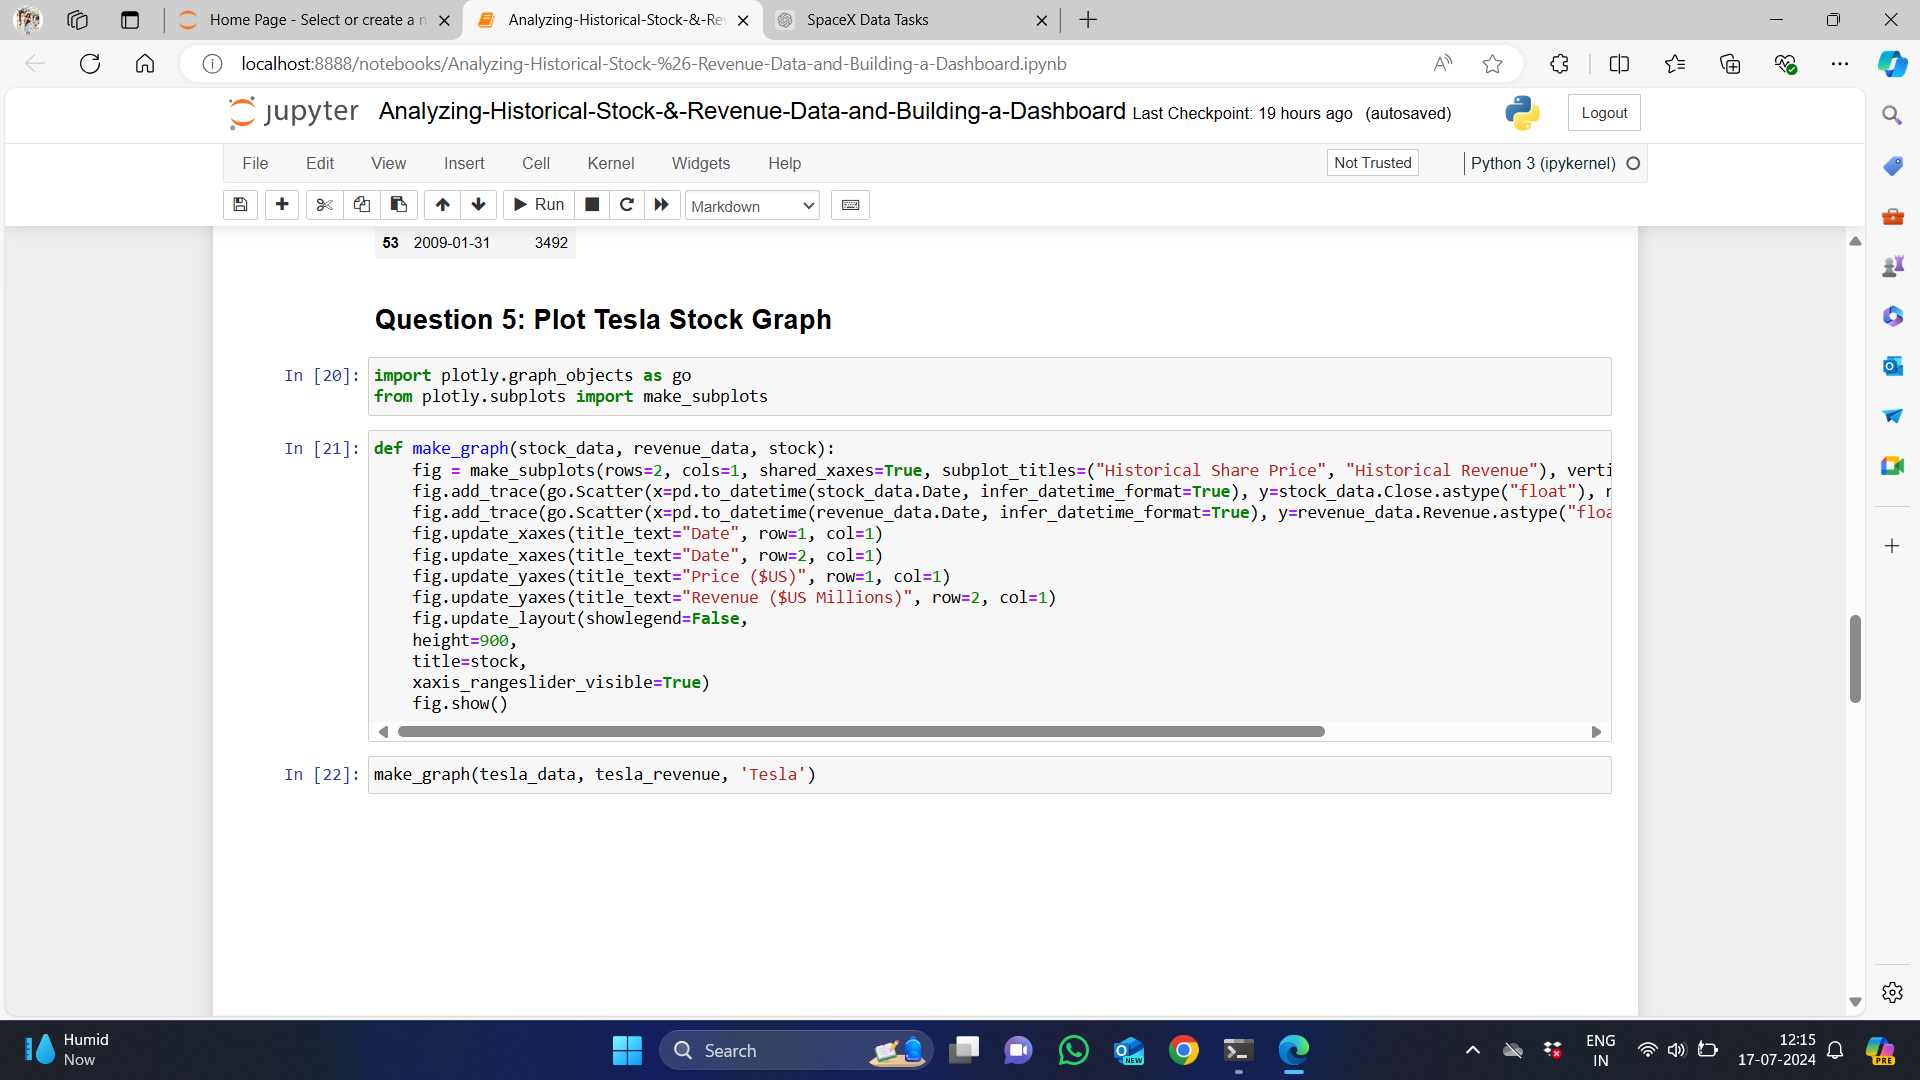 Home Page - Select or create a n
Analyzing-Historical-Stock-&-Re
SpaceX Data Tasks
localhost:8888/notebooks/Analyzing-Historical-Stock-%26-Revenue-Data-and-Building-a-Dashboard.ipynb
jupyter Analyzing-Historical-Stock-&-Revenue-Data-and-Building-a-Dashboard Last Checkpoint: 19 hours ago (autosaved)
Logout
File Edit View Insert Cell Kernel Widgets Help
Not Trusted
Python 3 (ipykernel)
Run
Markdown
53 2009-01-31 3492
Question 5: Plot Tesla Stock Graph
In [20]: import plotly.graph_objects as go
from plotly.subplots import make_subplots
In [21]: def make_graph(stock_data, revenue_data, stock):
fig = make_subplots(rows=2, cols=1, shared_xaxes=True, subplot_titles=("Historical Share Price", "Historical Revenue"), verti
fig.add_trace(go.Scatter(x=pd.to_datetime(stock_data.Date, infer_datetime_format=True), y=stock_data.Close.astype("float"), n
fig.add_trace(go.Scatter(x=pd.to_datetime(revenue_data.Date, infer_datetime_format=True), y=revenue_data.Revenue.astype("floa
fig.update_xaxes(title_text="Date", row=1, col=1)
fig.update_xaxes(title_text="Date", row=2, col=1)
fig.update_yaxes(title_text="Price ($US)", row=1, col=1)
fig.update_yaxes(title_text="Revenue ($US Millions)", row=2, col=1)
fig.update_layout(showlegend=False,
height=900,
title=stock,
xaxis_rangeslider_visible=True)
fig.show()
In [22]: make_graph(tesla_data, tesla_revenue, 'Tesla')
Humid
Now
Search
NEW
ENG
IN
12:15
17-07-2024
PRE